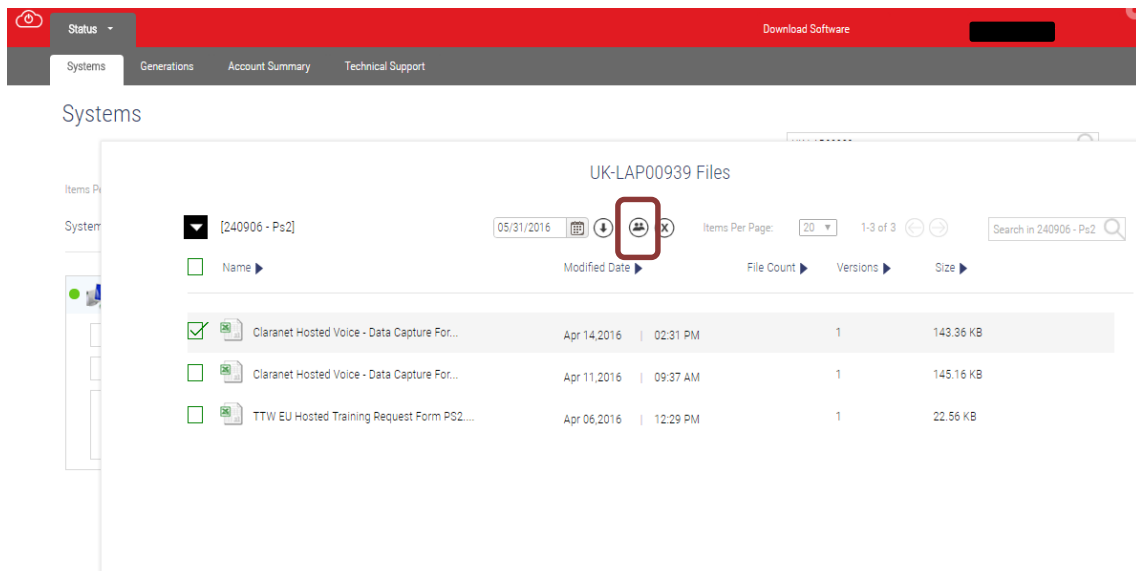 Status
Download Software
Systems Generations Account Summary Technical Support
Systems
UK-LAP00939 Files
Items Pe
System
[240906 - Ps2] 05/31/2016 X Items Per Page: 20 1-3 of 3 Search in 240906 - Ps2
Name Modified Date File Count Versions Size
Claranet Hosted Voice - Data Capture For... Apr 14,2016 | 02:31 PM 1 143.36 KB
Claranet Hosted Voice - Data Capture For... Apr 11,2016 | 09:37 AM 1 145.16 KB
TTW EU Hosted Training Request Form PS2.... Apr 06,2016 | 12:29 PM 1 22.56 KB